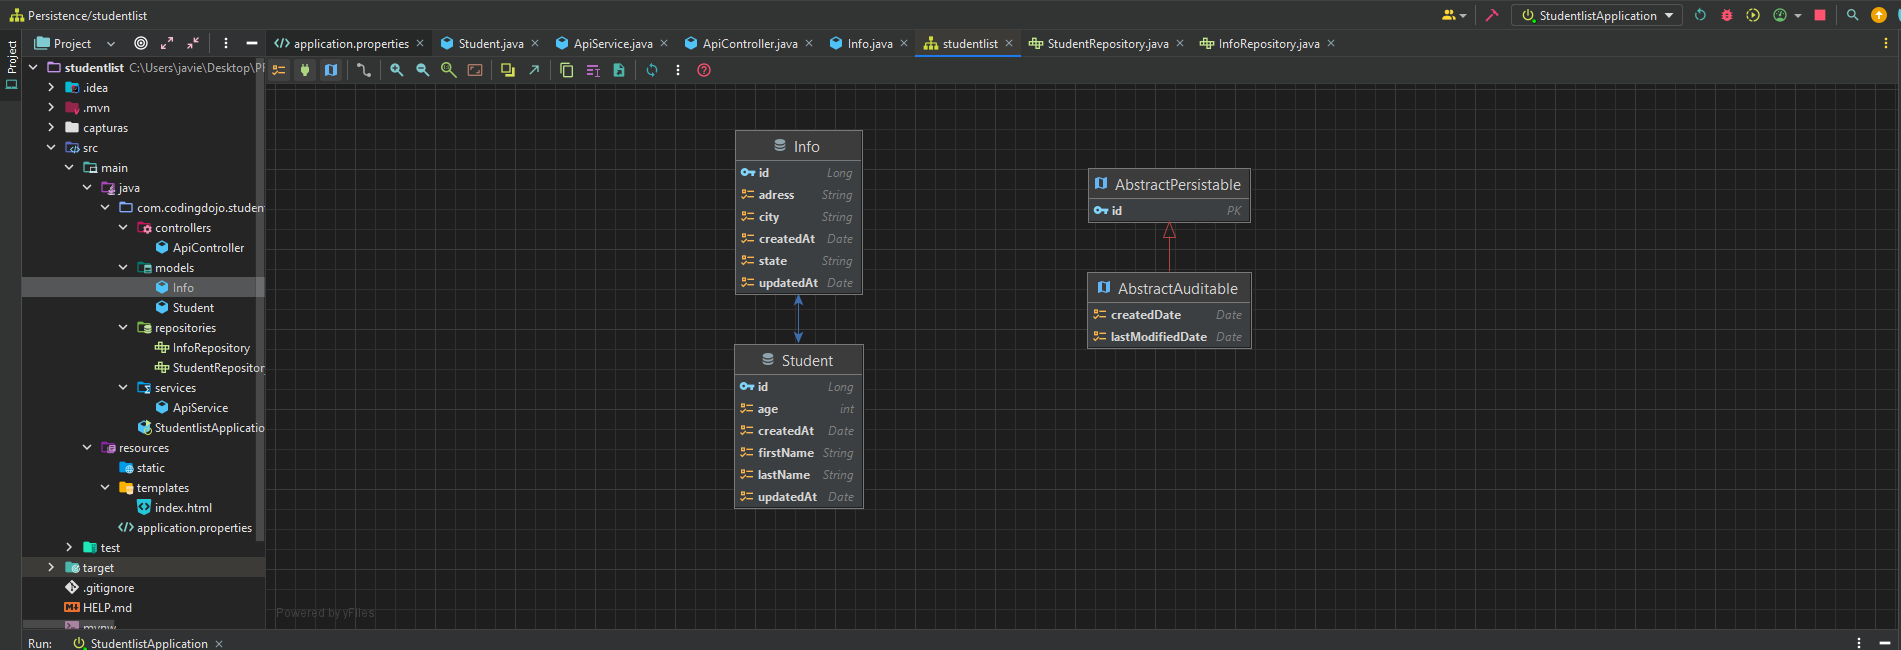 Persistence/studentlist
StudentlistApplication
Project
Project
application.properties
Student.java
ApiService.java
ApiController.java
Info.java
studentlist
StudentRepository.java
InfoRepository.java
studentlist C:\Users\javie\Desktop\P
.idea
.mvn
capturas
src
main
java
com.codingdojo.studen
controllers
ApiController
models
Info
Student
repositories
InfoRepository
StudentRepositor
services
ApiService
StudentlistApplicatio
resources
static
templates
index.html
application.properties
test
target
.gitignore
HELP.md
mvnw
Info
id Long
adress String
city String
createdAt Date
state String
updatedAt Date
Student
id Long
age int
createdAt Date
firstName String
lastName String
updatedAt Date
AbstractPersistable
id PK
AbstractAuditable
createdDate Date
lastModifiedDate Date
Powered by yFiles
Run: StudentlistApplication